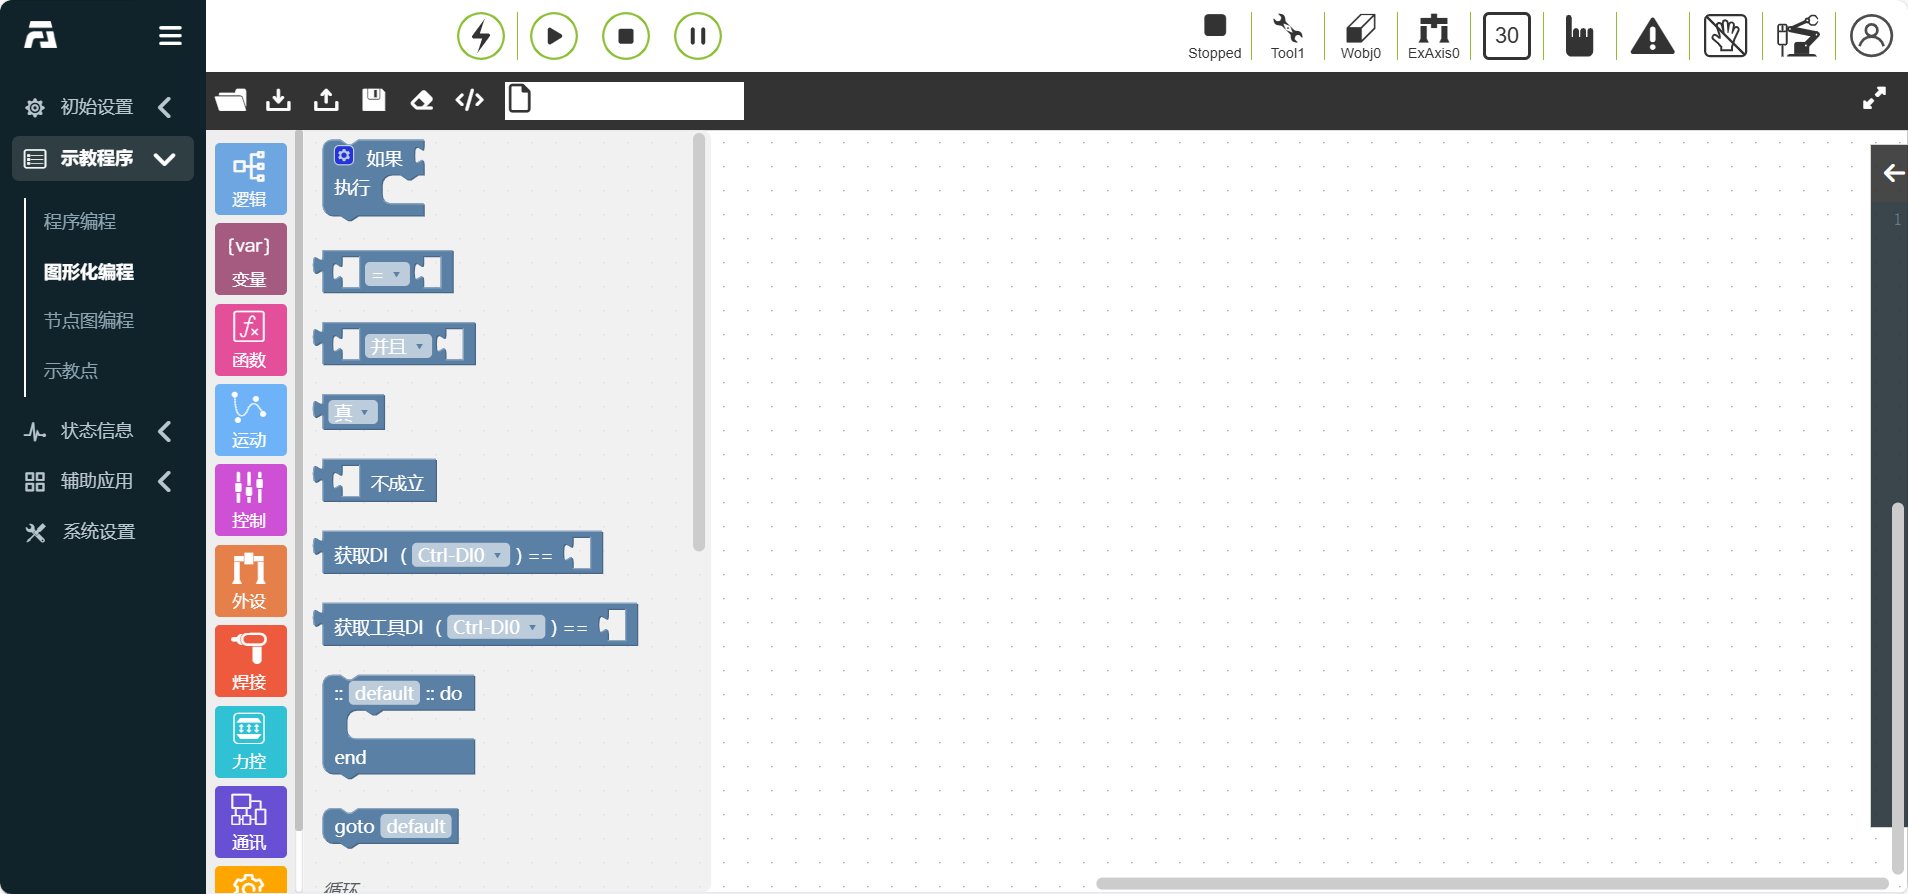 Stopped
Tool1
Wobj0
ExAxis0
30
初始设置
示教程序
程序编程
图形化编程
节点图编程
示教点
状态信息
辅助应用
系统设置
逻辑
{var}
变量
函数
运动
控制
外设
焊接
力控
通讯
如果
执行
=
并且
真
不成立
获取DI ( Ctrl-DI0 ) ==
获取工具DI ( Ctrl-DI0 ) ==
:: default :: do
end
goto default
循环
1